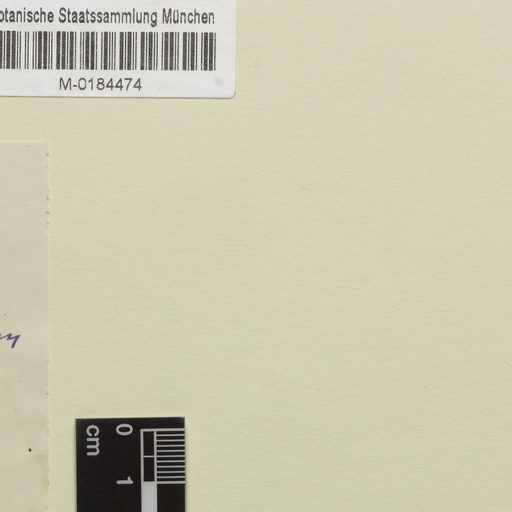 otanische Staatssammlung München
M-0184474
cm
0
1